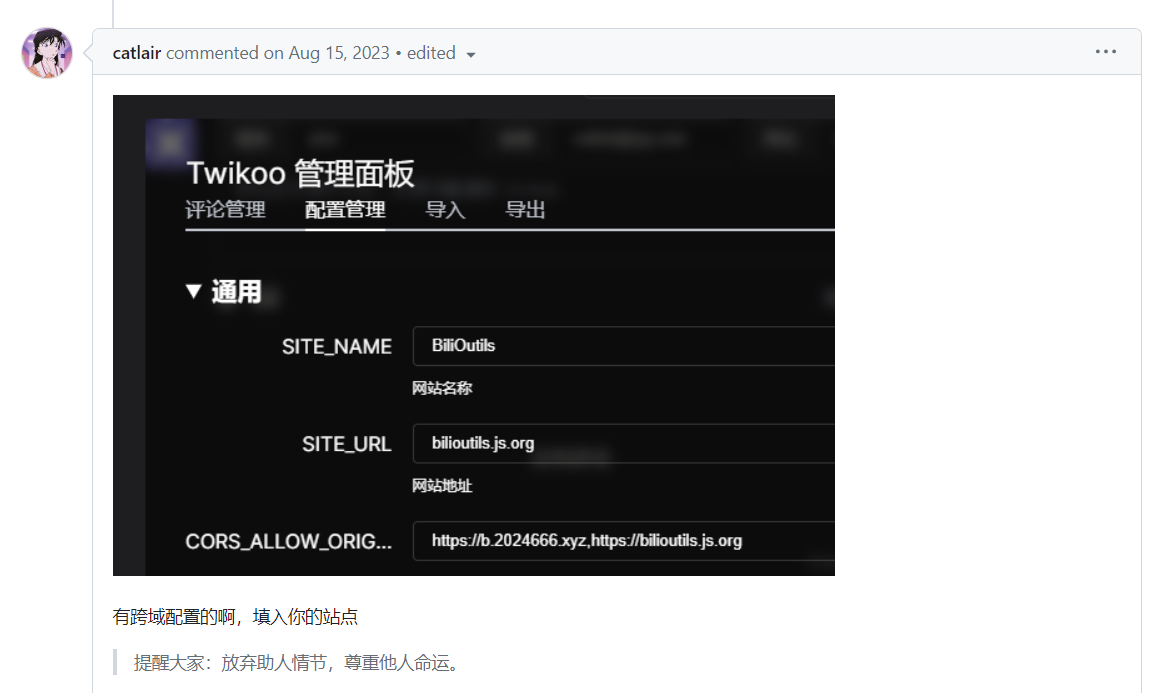 catlair commented on Aug 15, 2023 • edited
Twikoo 管理面板
评论管理 配置管理 导入 导出
▼ 通用
SITE_NAME BiliOutils
网站名称
SITE_URL bilioutils.js.org
网站地址
CORS_ALLOW_ORIG... https://b.2024666.xyz,https://bilioutils.js.org
有跨域配置的啊，填入你的站点
提醒大家：放弃助人情节，尊重他人命运。